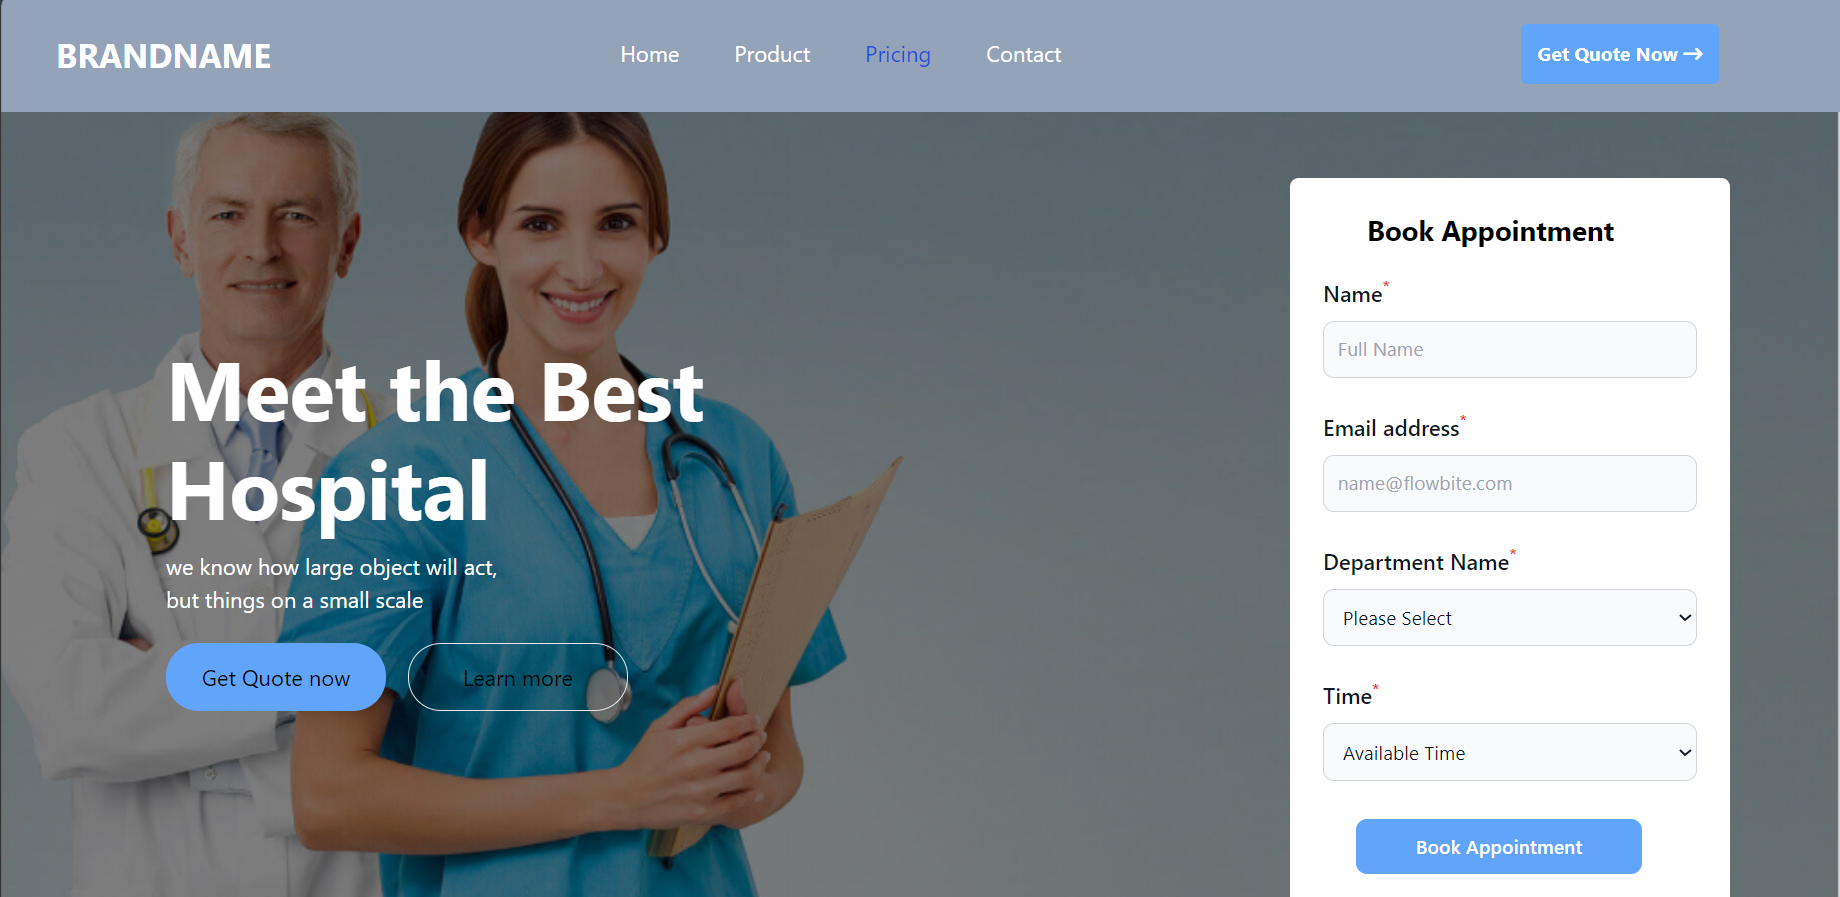 BRANDNAME
Home Product Pricing Contact
Get Quote Now →
Meet the Best
Hospital
we know how large object will act,
but things on a small scale
Get Quote now
Learn more
Book Appointment
Name*
Full Name
Email address*
name@flowbite.com
Department Name*
Please Select
Time*
Available Time
Book Appointment